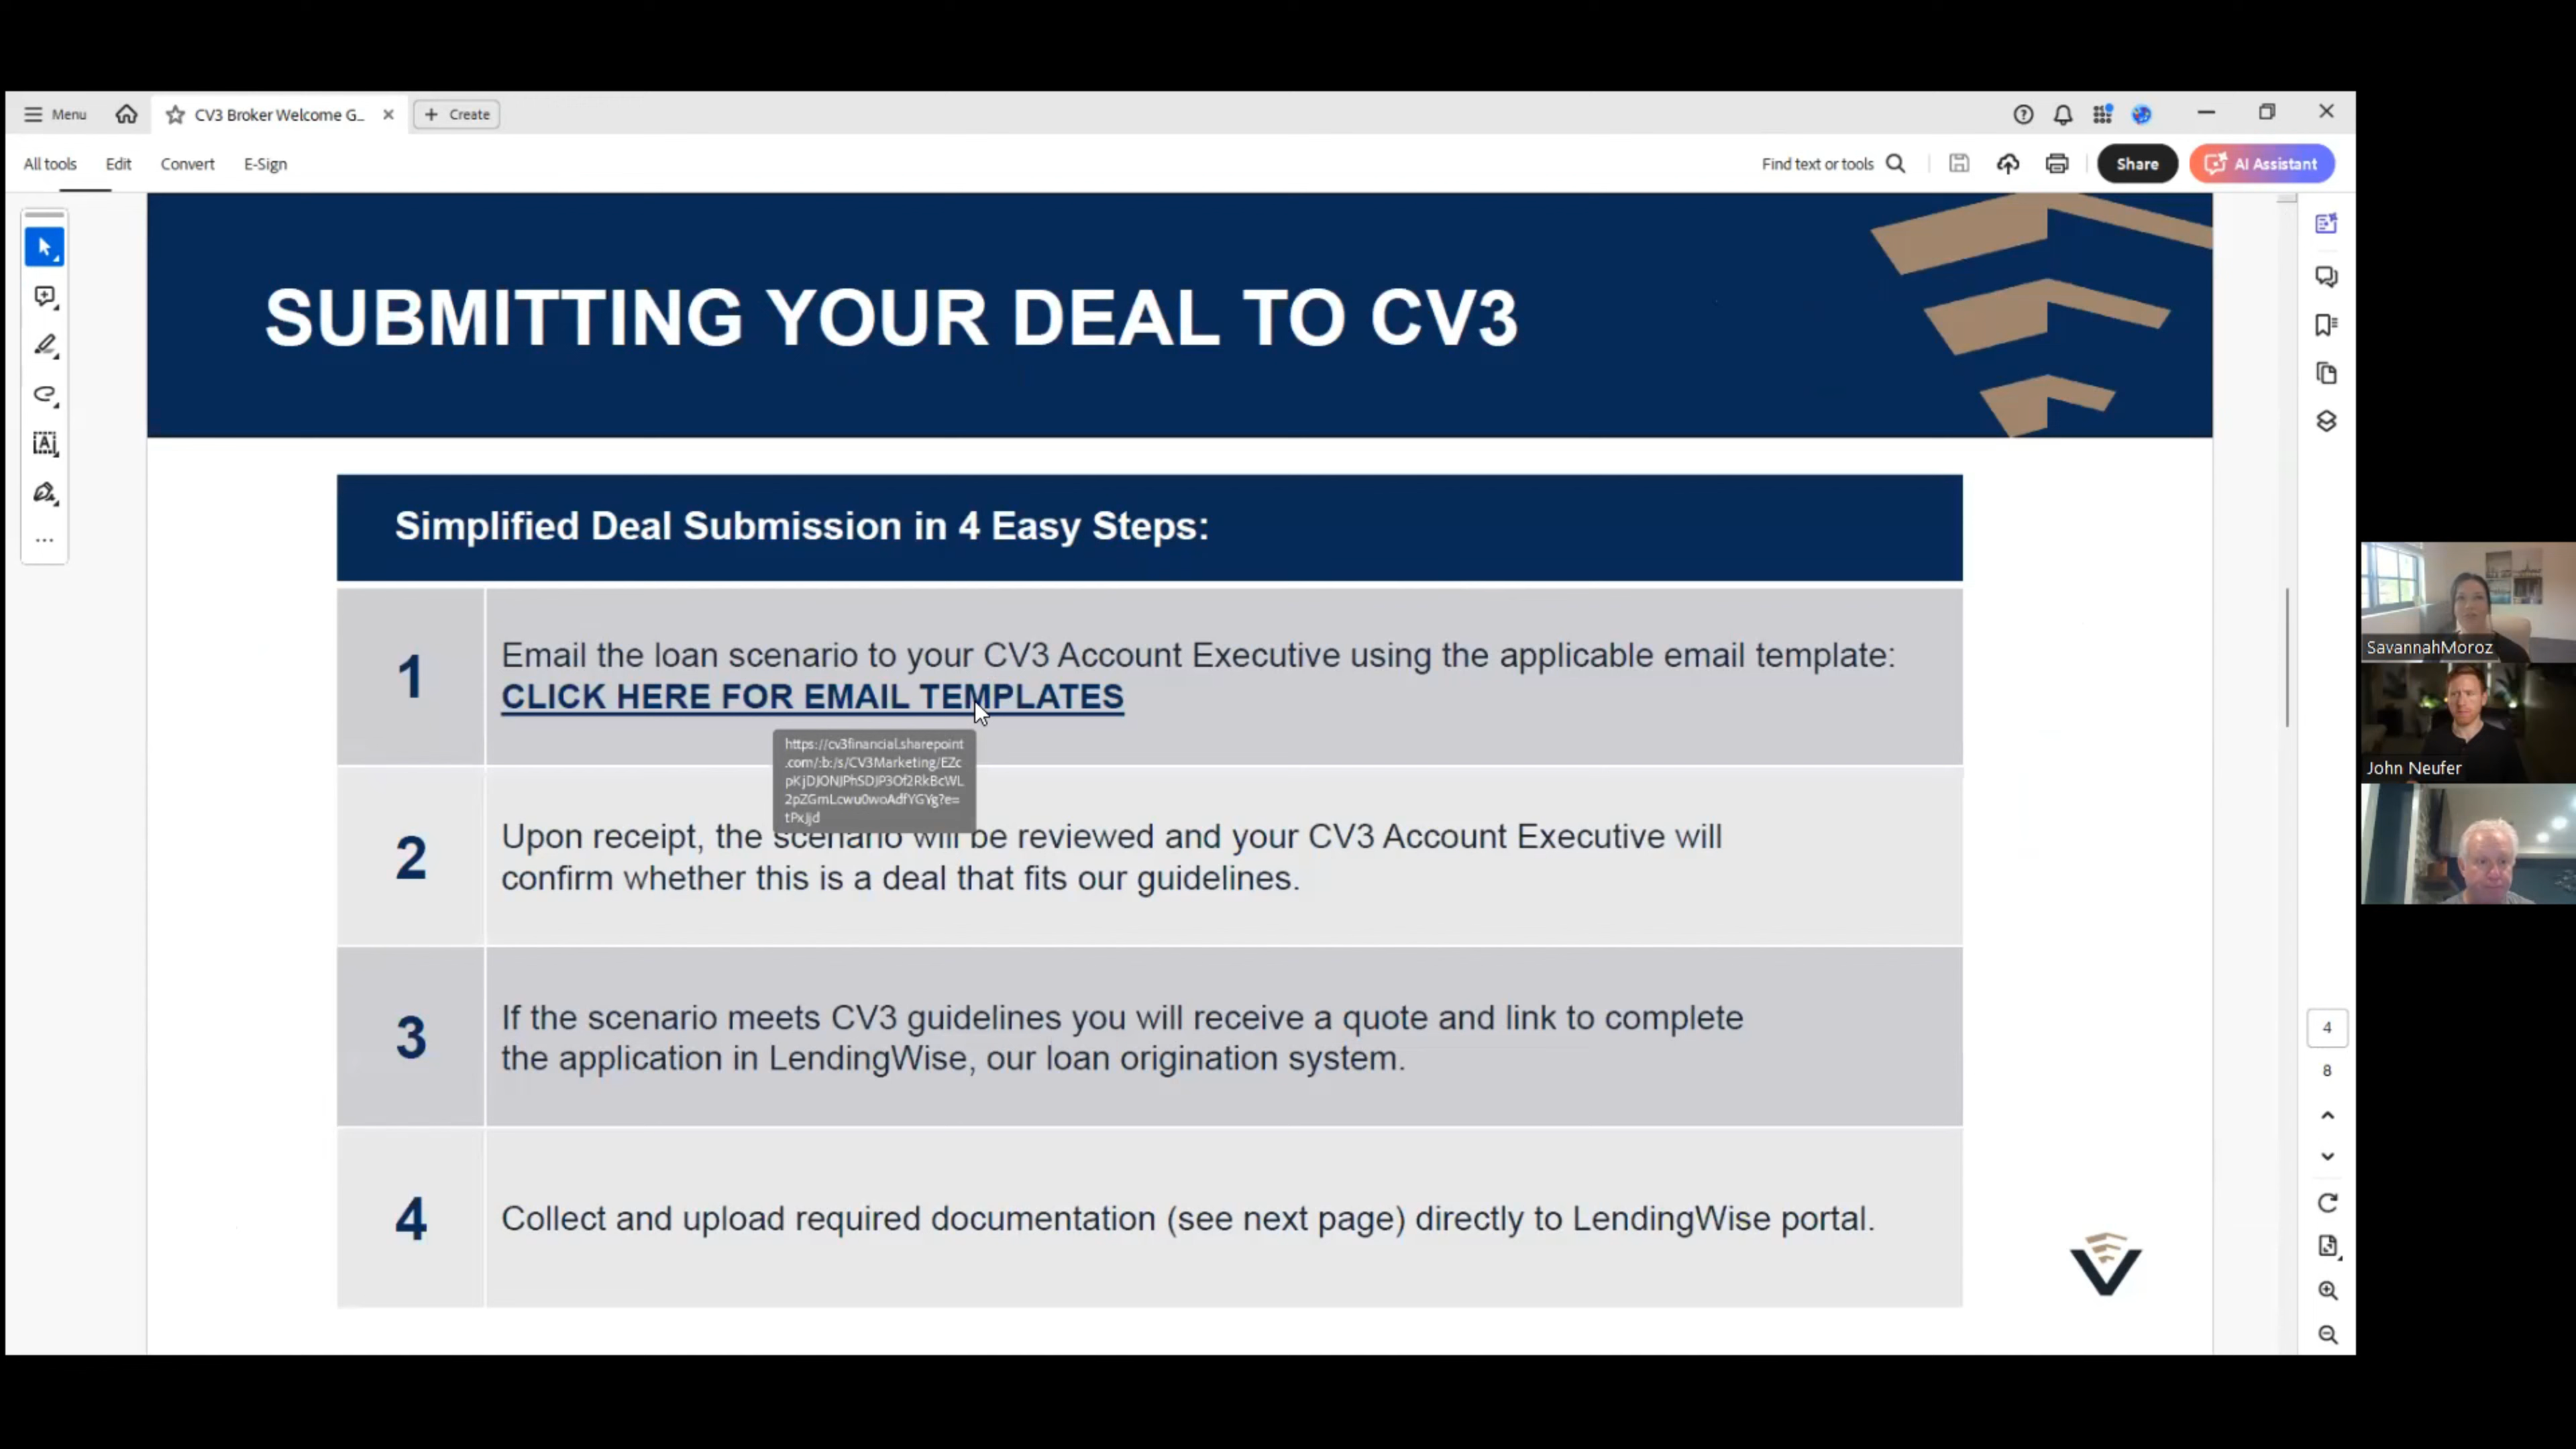 Menu
CV3 Broker Welcome G...
Create
All tools
Edit
Convert
E-Sign
Find text or tools
Share
AI Assistant
SUBMITTING YOUR DEAL TO CV3
Simplified Deal Submission in 4 Easy Steps:
1
Email the loan scenario to your CV3 Account Executive using the applicable email template:
CLICK HERE FOR EMAIL TEMPLATES
https://cv3financial.sharepoint
.com/:b:/s/CV3Marketing/EZc
pKjDJONJPhSDJP3Of2RkBcWL
2pZGmLcwu0woAdfYGYg?e=
tPxJjd
2
Upon receipt, the scenario will be reviewed and your CV3 Account Executive will
confirm whether this is a deal that fits our guidelines.
3
If the scenario meets CV3 guidelines you will receive a quote and link to complete
the application in LendingWise, our loan origination system.
4
Collect and upload required documentation (see next page) directly to LendingWise portal.
4
8
SavannahMoroz
John Neufer